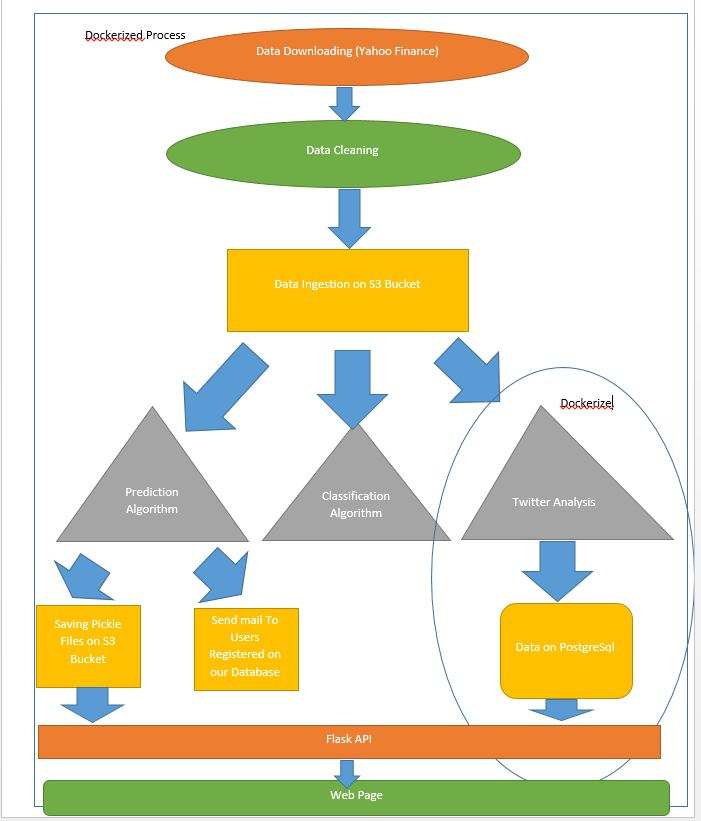 Dockerized Process
Data Downloading (Yahoo Finance)
Data Cleaning
Data Ingestion on S3 Bucket
Dockerize
Prediction
Algorithm
Classification
Algorithm
Twitter Analysis
Saving Pickle
Files on S3
Bucket
Send mail To
Users
Registered on
our Database
Data on PostgreSql
Flask API
Web Page